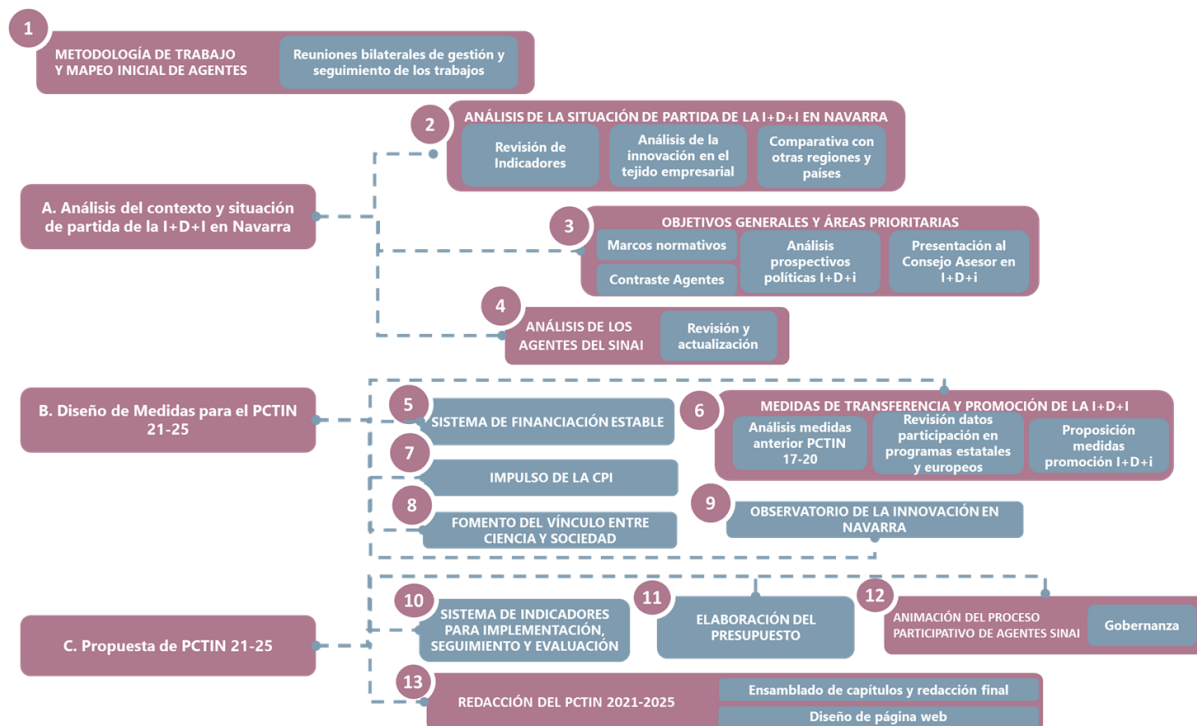 1
METODOLOGÍA DE TRABAJO
Y MAPEO INICIAL DE AGENTES
Reuniones bilaterales de gestión y
seguimiento de los trabajos
A. Análisis del contexto y situación
de partida de la I+D+I en Navarra
2
ANÁLISIS DE LA SITUACIÓN DE PARTIDA DE LA I+D+I EN NAVARRA
Revisión de
Indicadores
Análisis de la
innovación en el
tejido empresarial
Comparativa con
otras regiones y
países
3
OBJETIVOS GENERALES Y ÁREAS PRIORITARIAS
Marcos normativos
Contraste Agentes
Análisis
prospectivos
políticas I+D+i
Presentación al
Consejo Asesor en
I+D+i
4
ANÁLISIS DE LOS
AGENTES DEL SINAI
Revisión y
actualización
B. Diseño de Medidas para el PCTIN
21-25
5
SISTEMA DE FINANCIACIÓN ESTABLE
6
MEDIDAS DE TRANSFERENCIA Y PROMOCIÓN DE LA I+D+I
Análisis medidas
anterior PCTIN
17-20
Revisión datos
participación en
programas estatales
y europeos
Proposición
medidas
promoción I+D+i
7
IMPULSO DE LA CPI
8
FOMENTO DEL VÍNCULO ENTRE
CIENCIA Y SOCIEDAD
9
OBSERVATORIO DE LA INNOVACIÓN EN
NAVARRA
C. Propuesta de PCTIN 21-25
10
SISTEMA DE INDICADORES
PARA IMPLEMENTACIÓN,
SEGUIMIENTO Y EVALUACIÓN
11
ELABORACIÓN DEL
PRESUPUESTO
12
ANIMACIÓN DEL PROCESO
PARTICIPATIVO DE AGENTES SINAI
Gobernanza
13
REDACCIÓN DEL PCTIN 2021-2025
Ensamblado de capítulos y redacción final
Diseño de página web